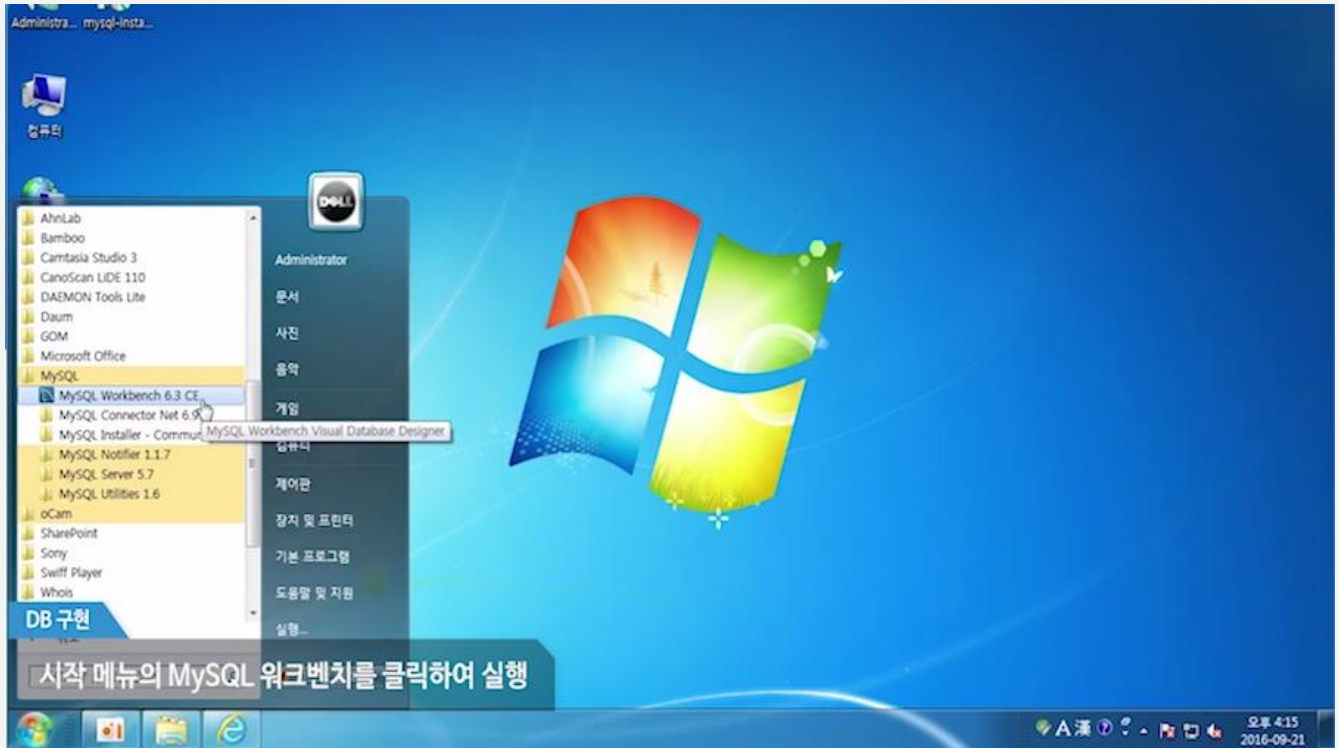 Administra... mysql-insta...
컴퓨터
DELL
AhnLab
Bamboo
Camtasia Studio 3
CanoScan LiDE 110
DAEMON Tools Lite
Daum
GOM
Microsoft Office
MySQL
MySQL Workbench 6.3 CE
MySQL Connector Net 6.9
MySQL Installer - Commu
MySQL Notifier 1.1.7
MySQL Server 5.7
MySQL Utilities 1.6
oCam
SharePoint
Sony
Swiff Player
Whois
Administrator
문서
사진
음악
게임
MySQL Workbench Visual Database Designer
컴퓨터
제어판
장치 및 프린터
기본 프로그램
도움말 및 지원
실행...
DB 구현
시작 메뉴의 MySQL 워크벤치를 클릭하여 실행
A 漢
오후 4:15
2016-09-21